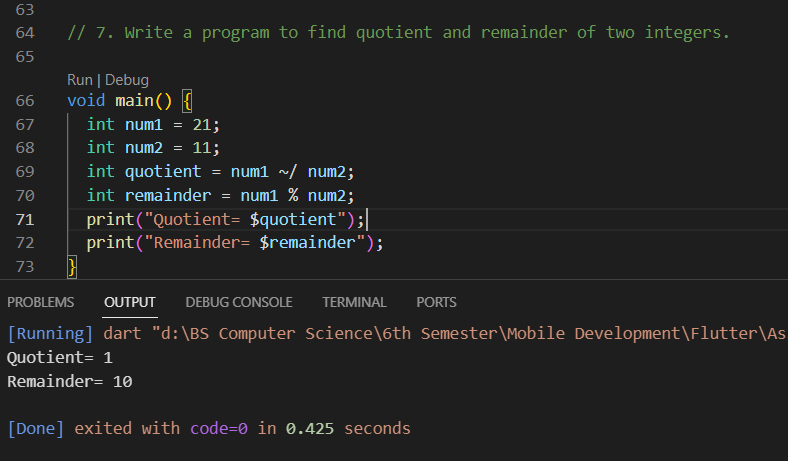 63
64 // 7. Write a program to find quotient and remainder of two integers.
65
Run | Debug
66 void main() {
67   int num1 = 21;
68   int num2 = 11;
69   int quotient = num1 ~/ num2;
70   int remainder = num1 % num2;
71   print("Quotient= $quotient");
72   print("Remainder= $remainder");
73 }
PROBLEMS OUTPUT DEBUG CONSOLE TERMINAL PORTS
[Running] dart "d:\BS Computer Science\6th Semester\Mobile Development\Flutter\As
Quotient= 1
Remainder= 10
[Done] exited with code=0 in 0.425 seconds